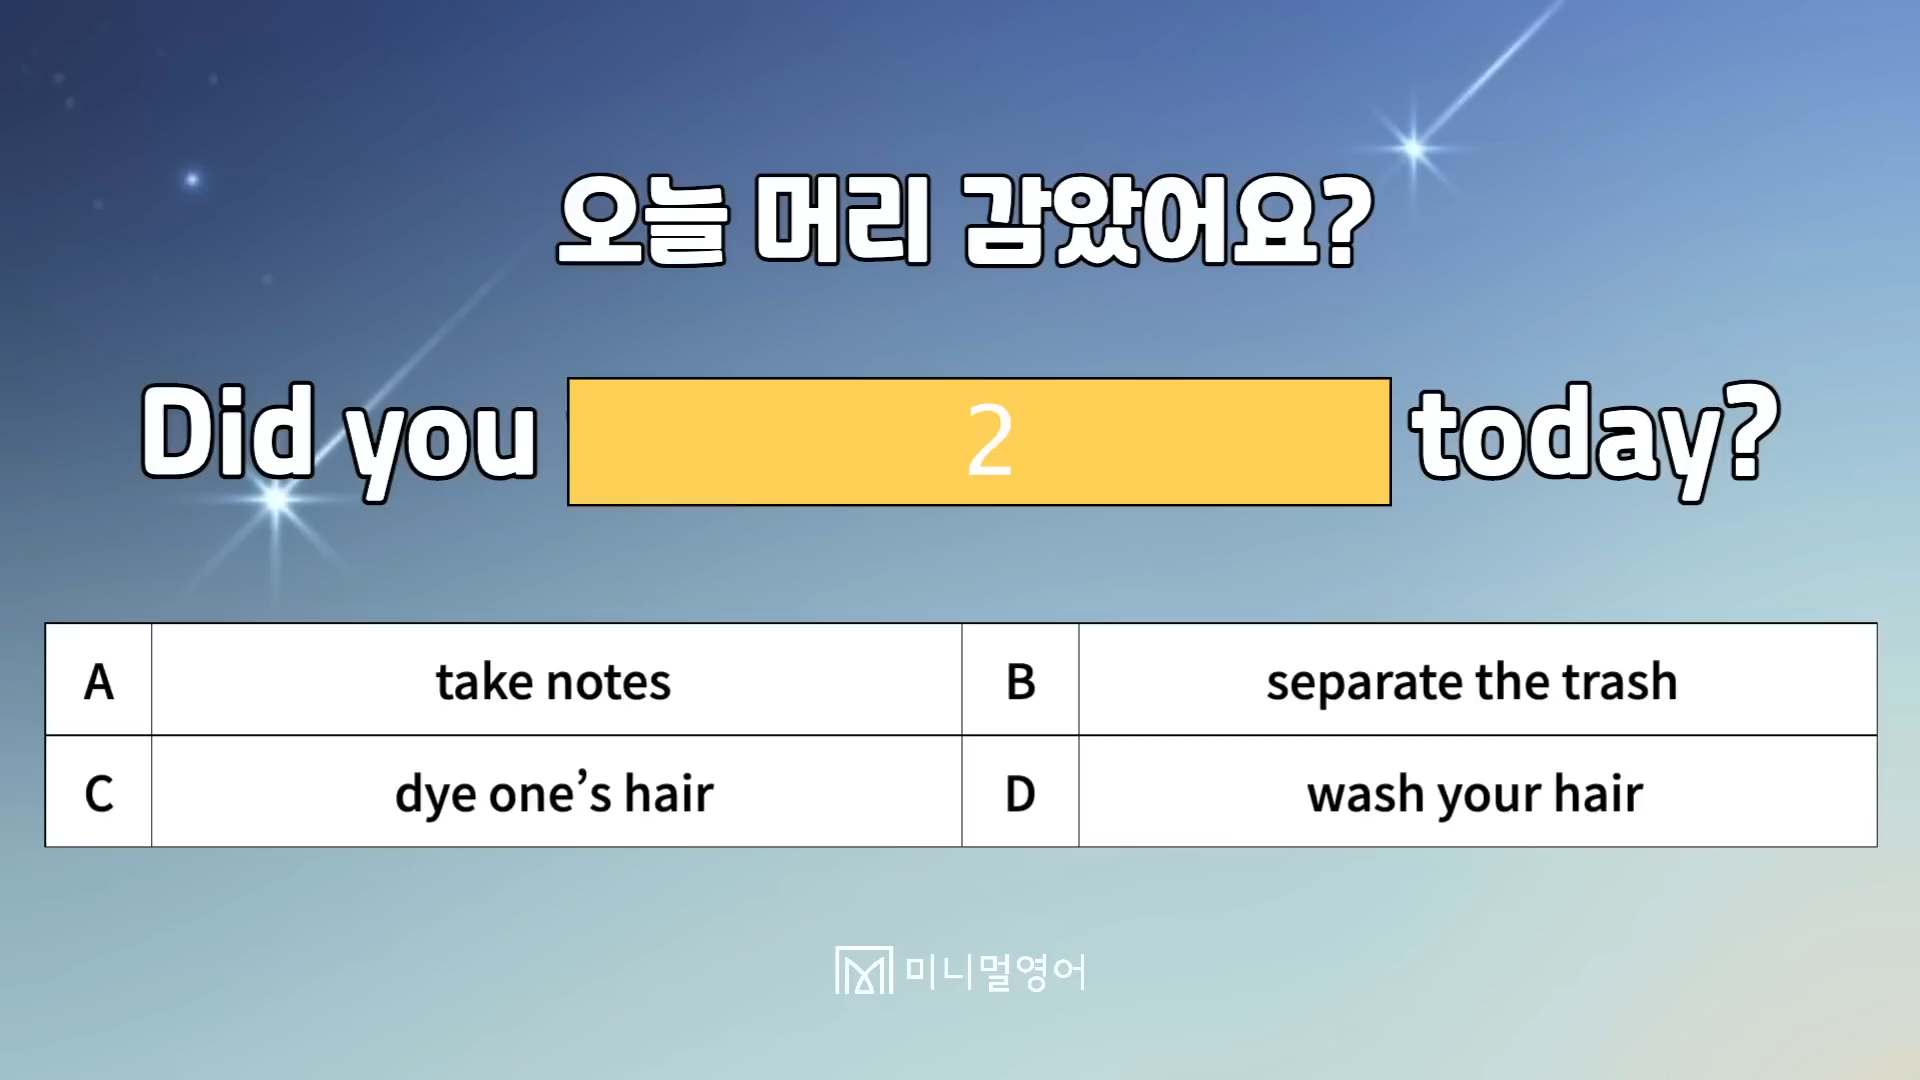 오늘 머리 감았어요?
Did you 2 today?
A take notes B separate the trash
C dye one’s hair D wash your hair
미니멀영어